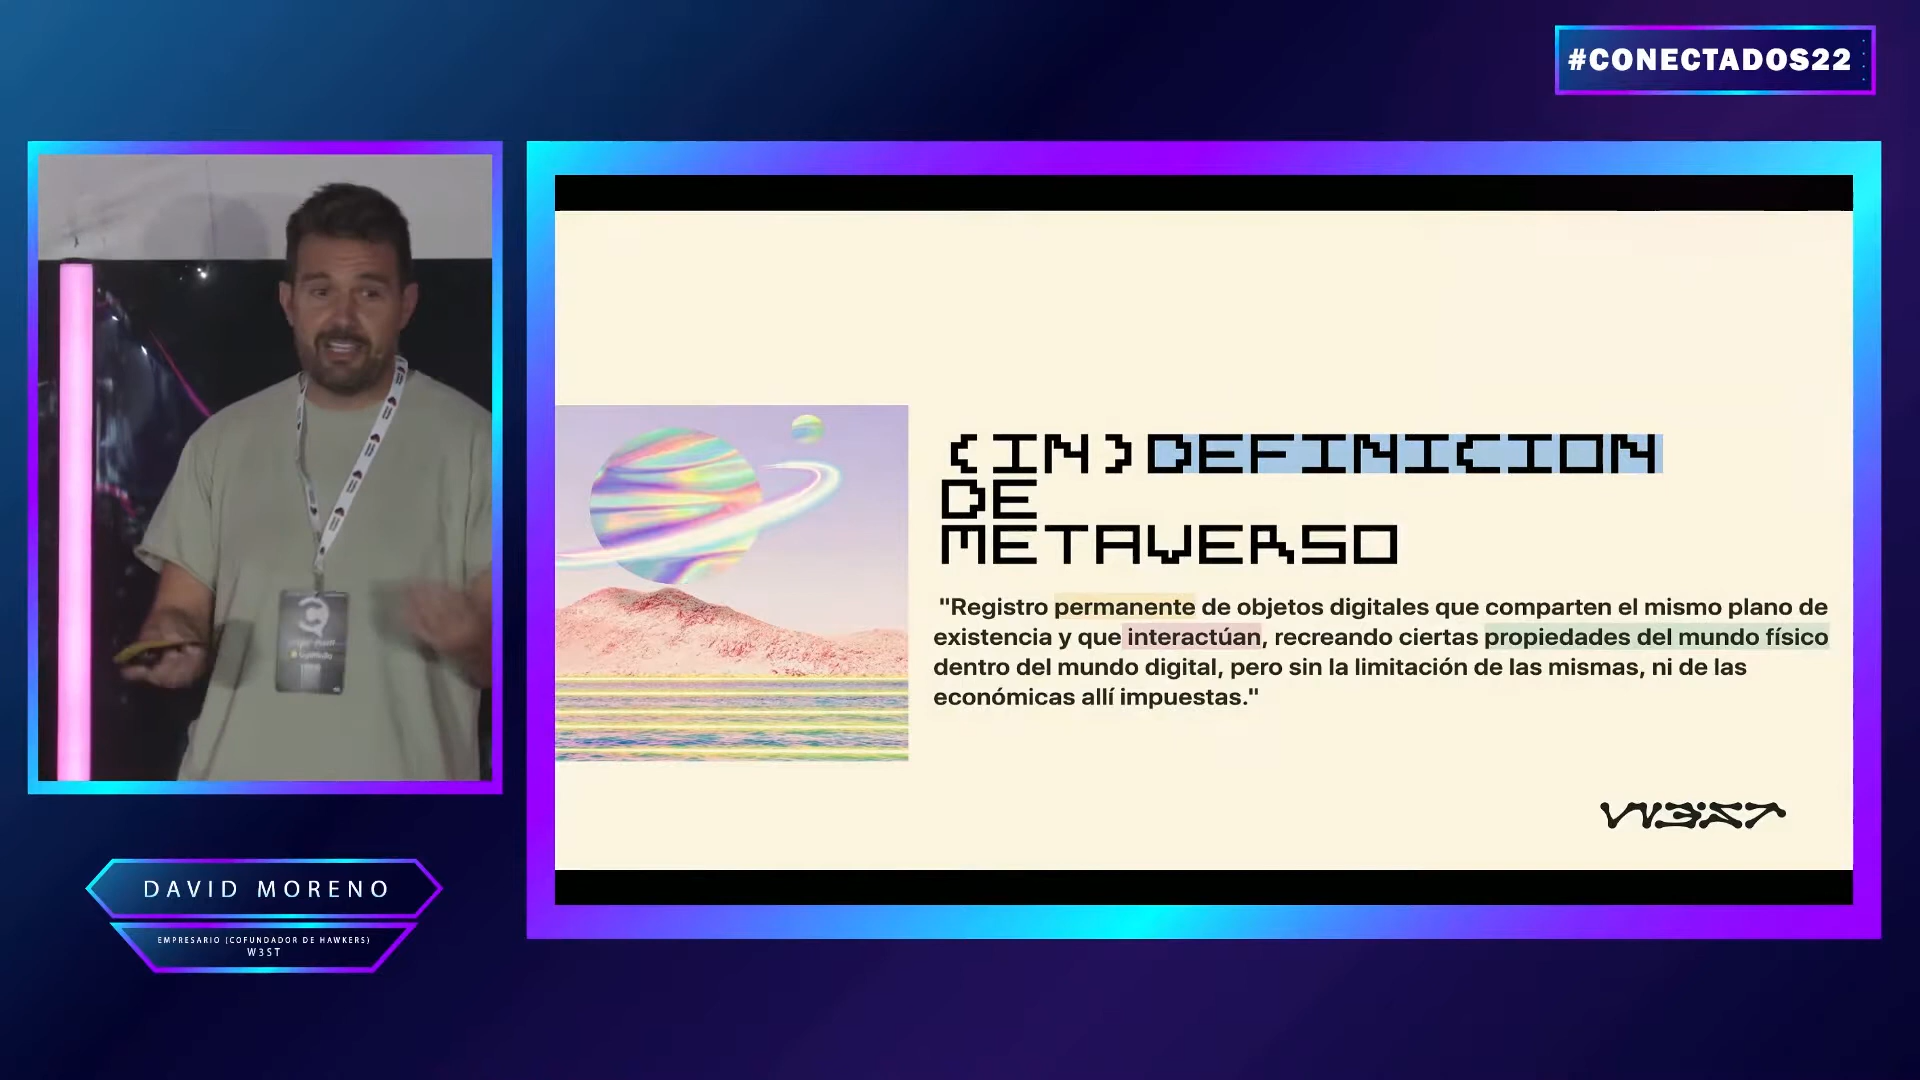 #CONECTADOS22
(IN)DEFINICION
DE
METAVERSO
"Registro permanente de objetos digitales que comparten el mismo plano de
existencia y que interactúan, recreando ciertas propiedades del mundo físico
dentro del mundo digital, pero sin la limitación de las mismas, ni de las
económicas allí impuestas."
W3ST
DAVID MORENO
EMPRESARIO (COFUNDADOR DE HAWKERS)
W3ST